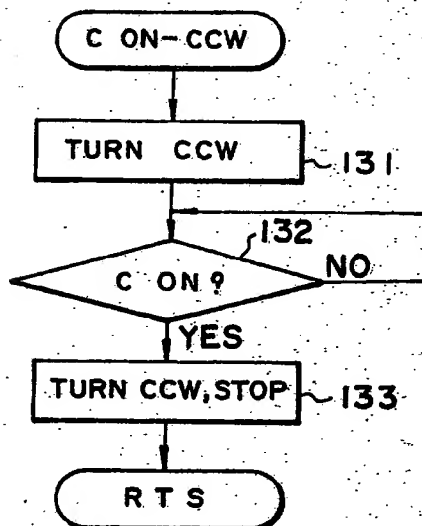 C ON-CCW
TURN CCW
131
132
C ON?
NO
YES
TURN CCW, STOP
133
RTS